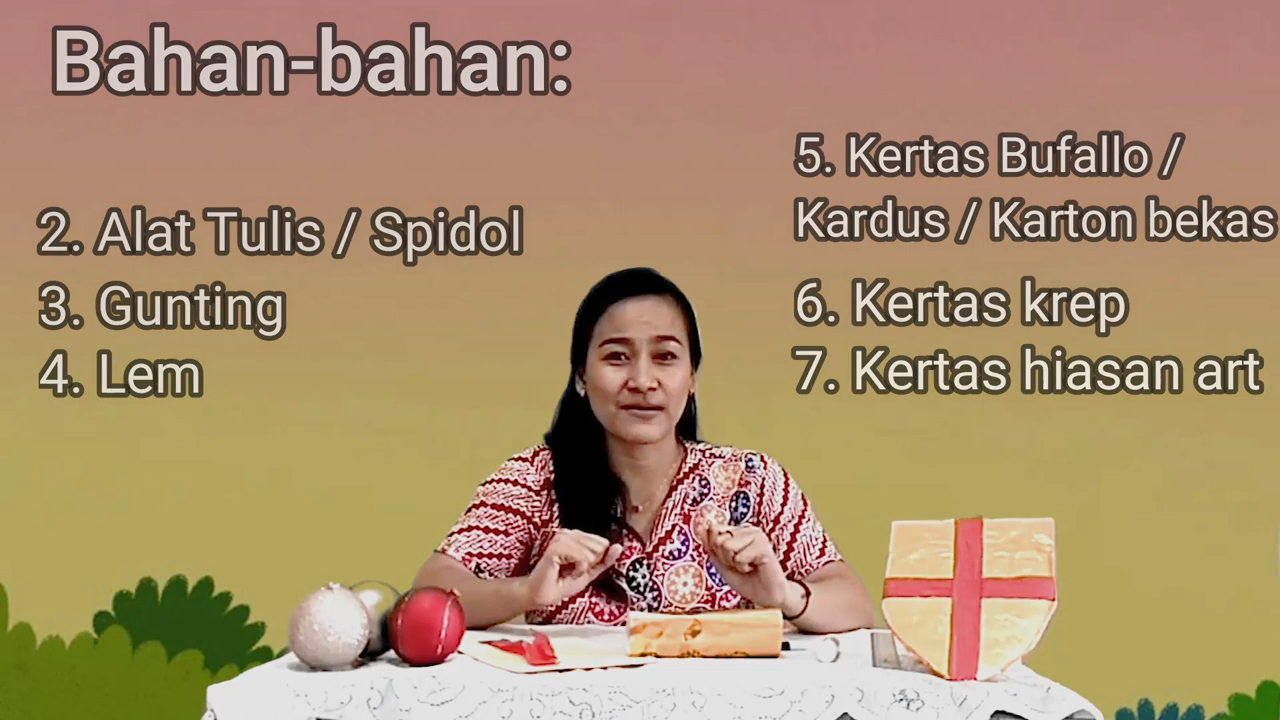 Bahan-bahan:
2. Alat Tulis / Spidol
3. Gunting
4. Lem
5. Kertas Bufallo /
Kardus / Karton bekas
6. Kertas krep
7. Kertas hiasan art